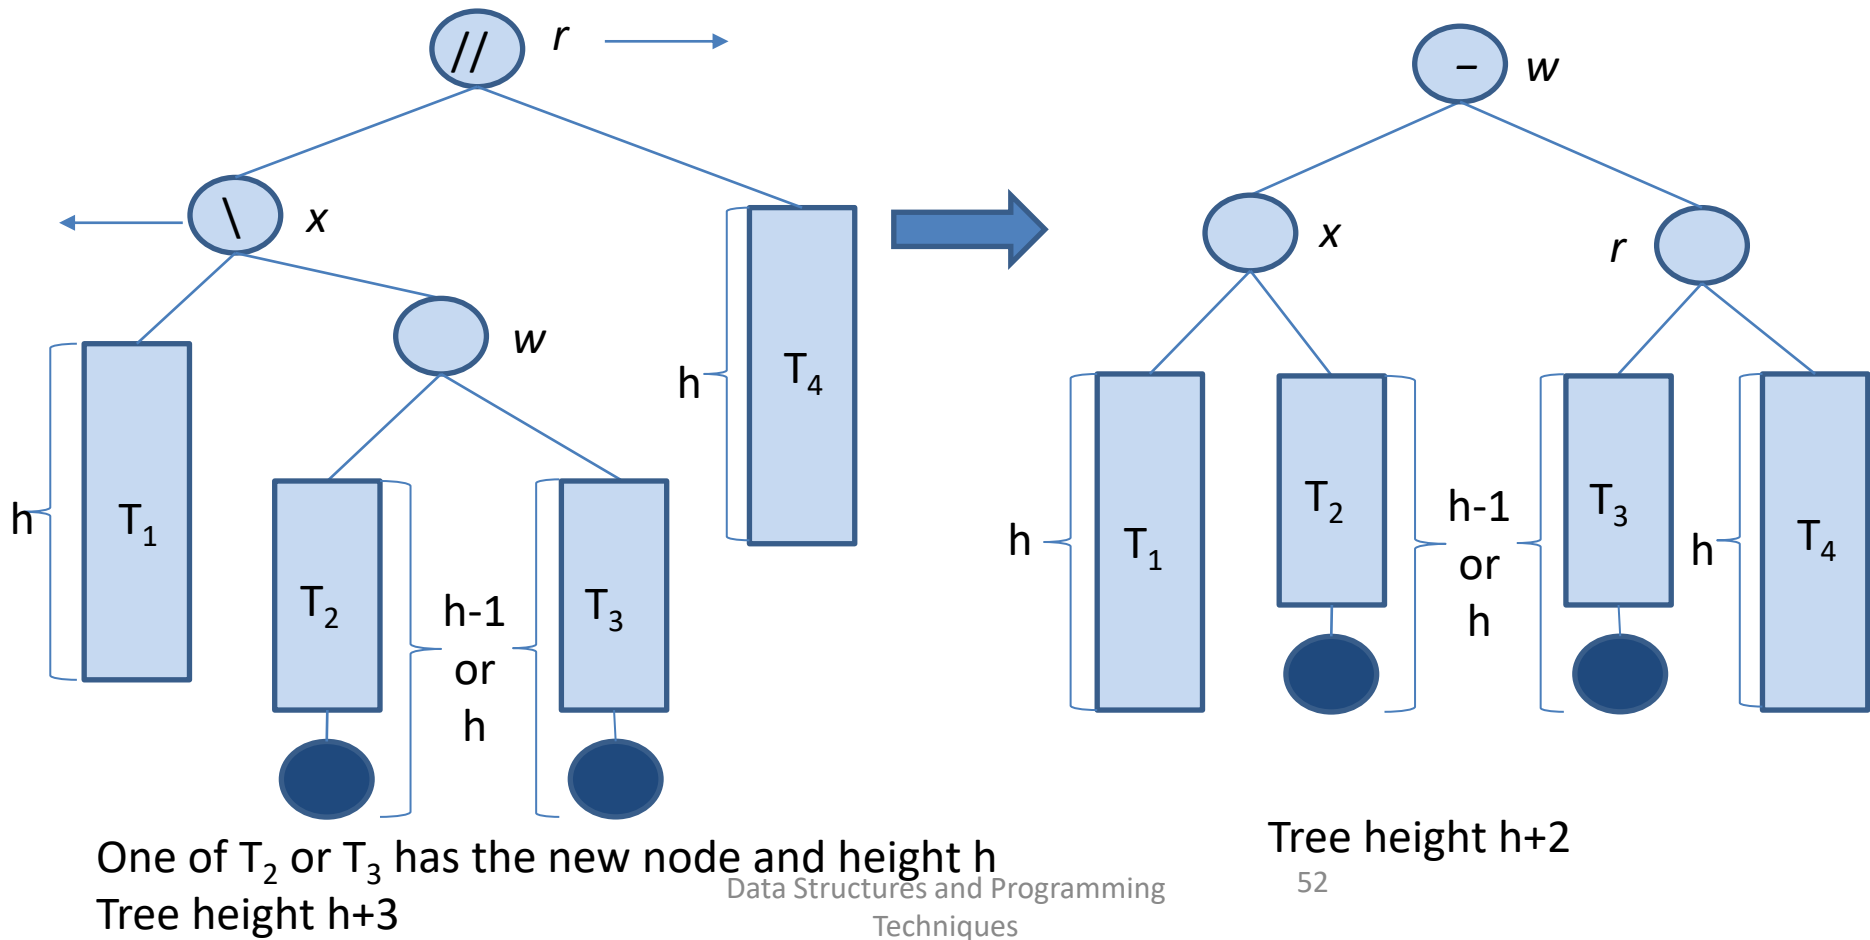 // r
– w
\ x
x
r
w
h
T4
h
T1
T2
h-1
or
h
T3
h
T1
T2
h-1
or
h
T3
h
T4
One of T2 or T3 has the new node and height h
Tree height h+3
Tree height h+2
Data Structures and Programming
Techniques
52